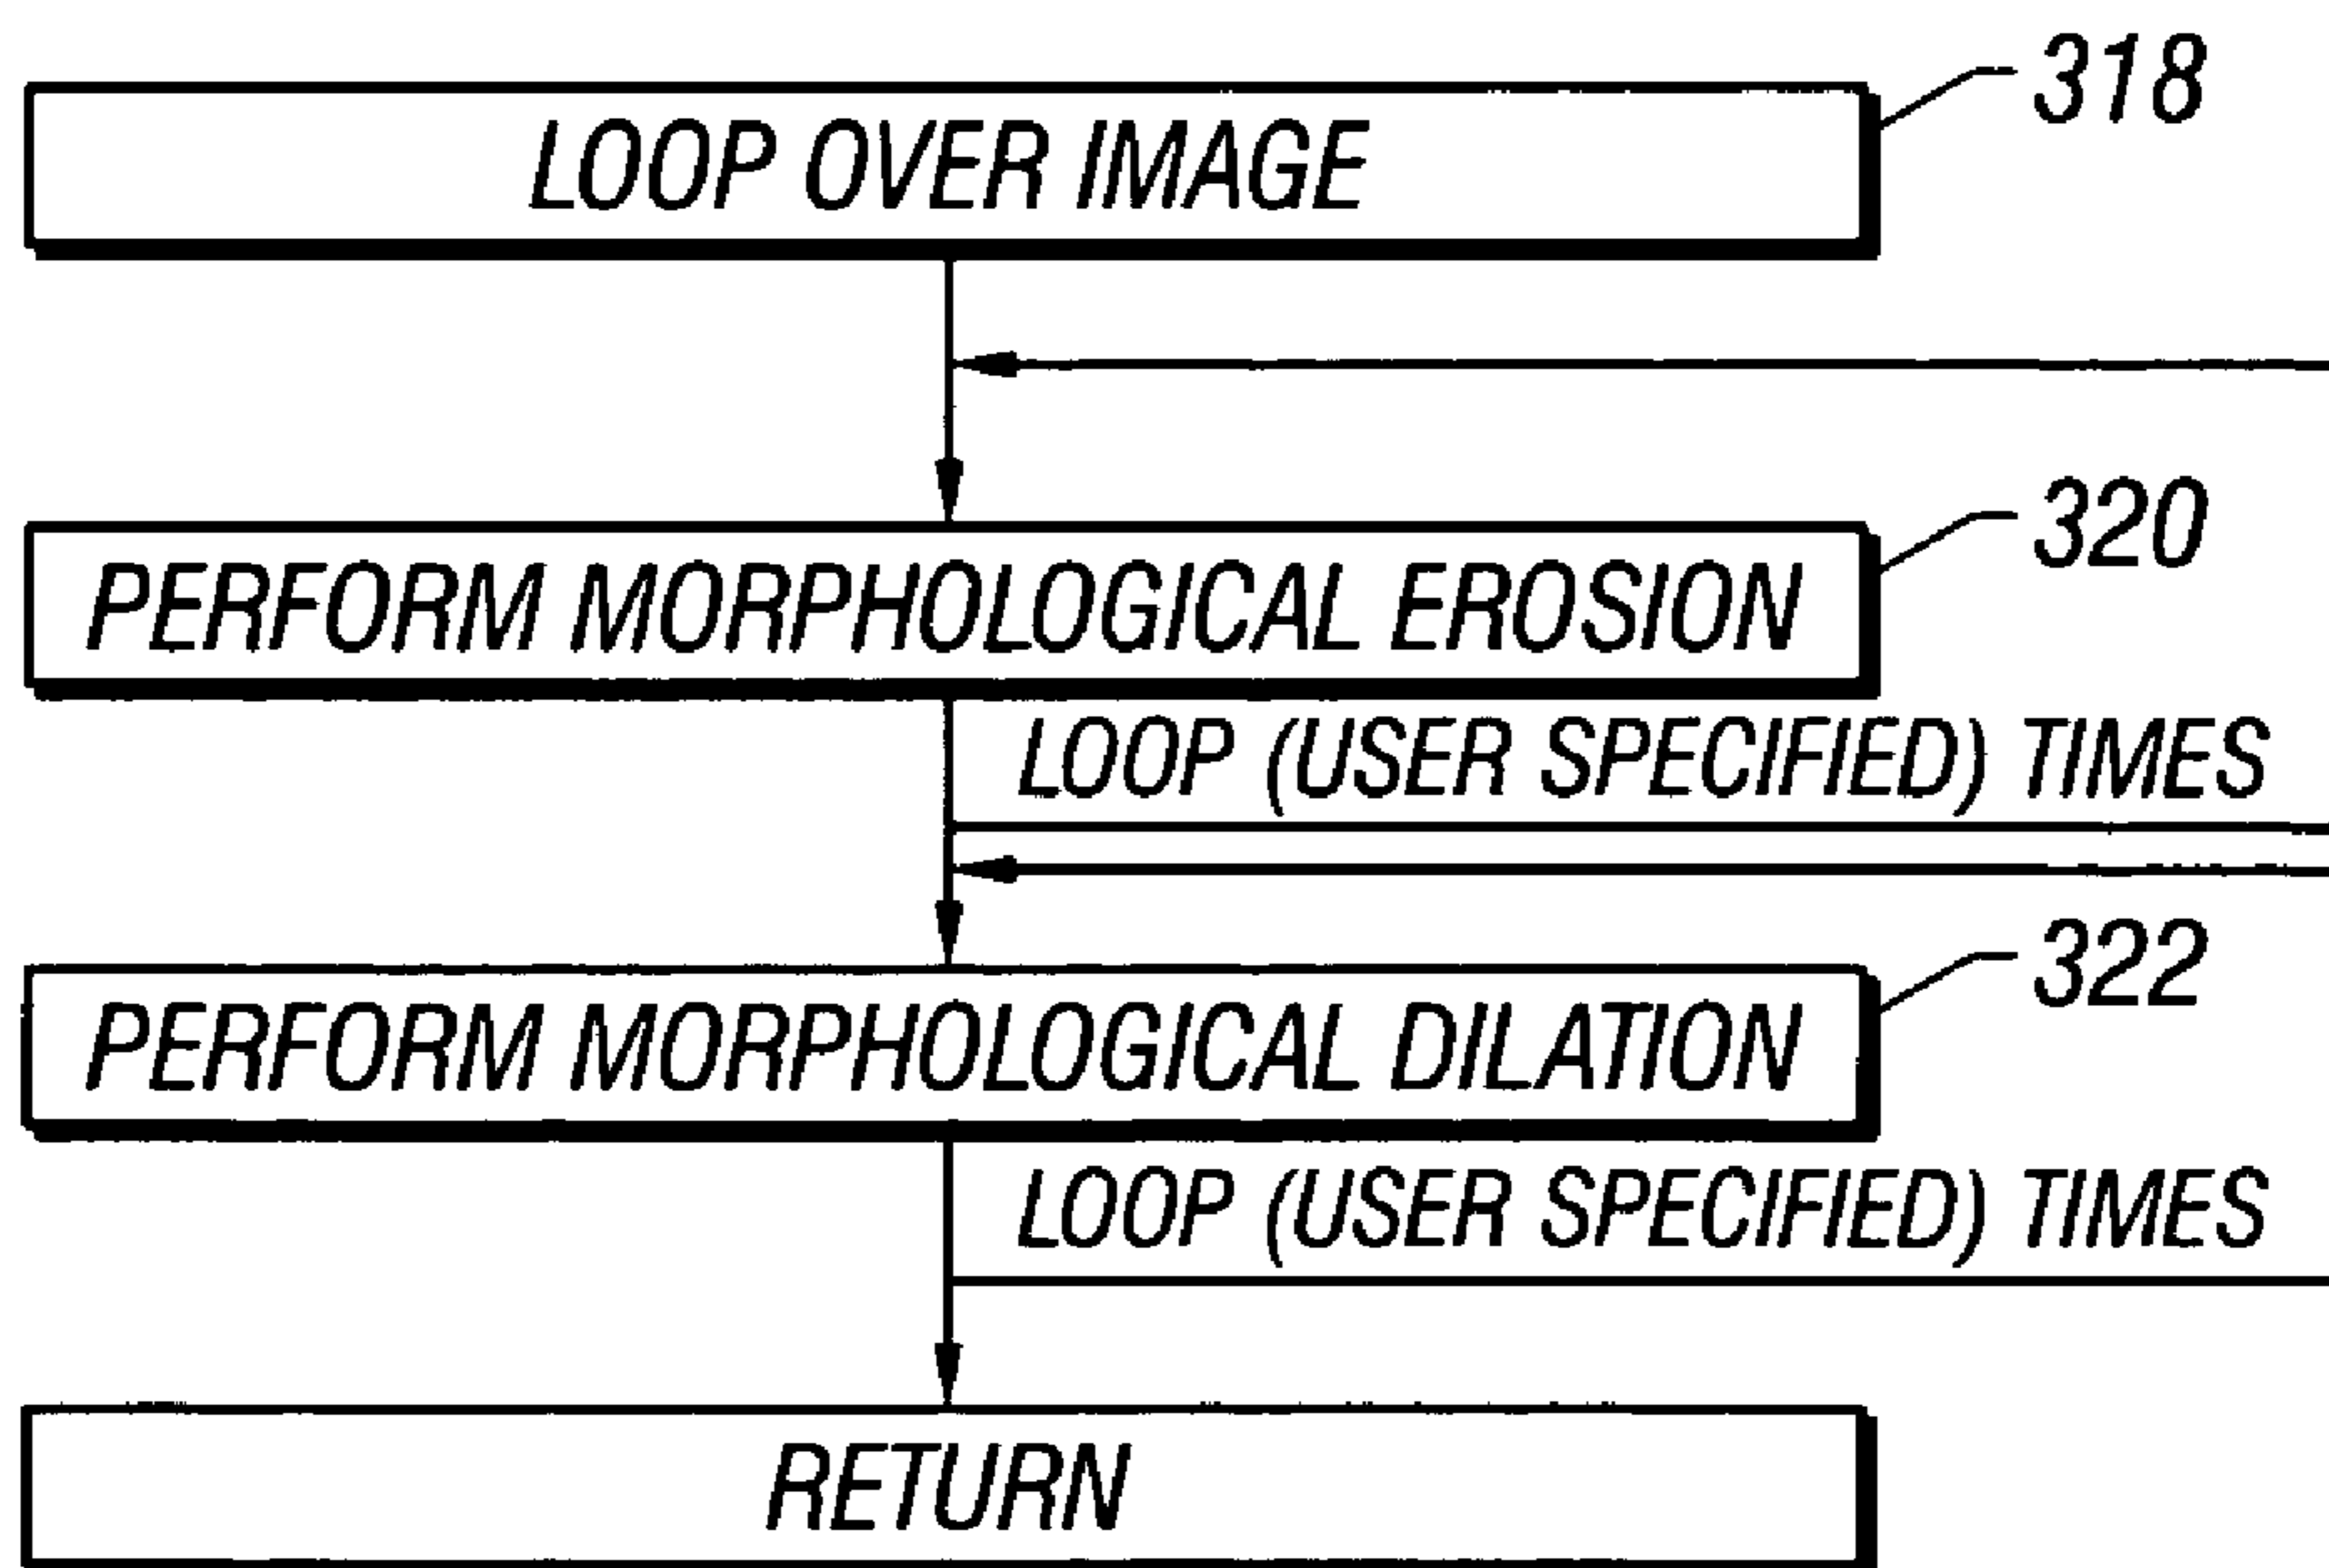 318
LOOP OVER IMAGE
320
PERFORM MORPHOLOGICAL EROSION
LOOP (USER SPECIFIED) TIMES
322
PERFORM MORPHOLOGICAL DILATION
LOOP (USER SPECIFIED) TIMES
RETURN